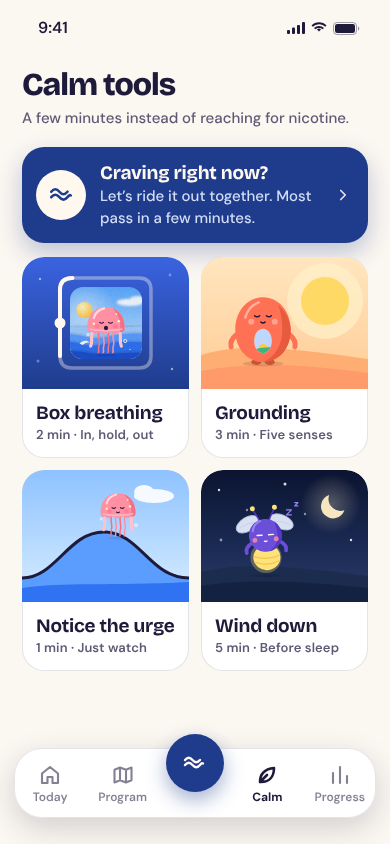 9:41
Calm tools
A few minutes instead of reaching for nicotine.
Craving right now?
Let's ride it out together. Most
pass in a few minutes.
Box breathing
2 min · In, hold, out
Grounding
3 min · Five senses
z z
Notice the urge
1 min · Just watch
Wind down
5 min · Before sleep
Today
Program
Calm
Progress